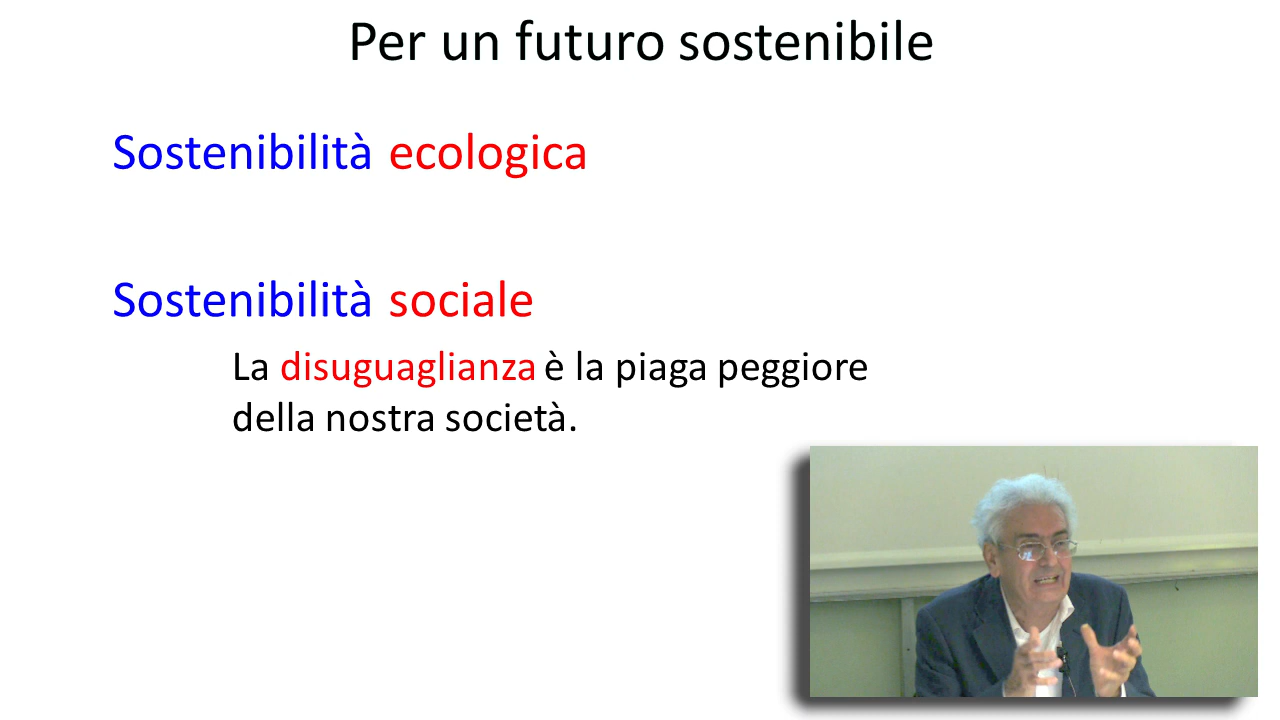 Per un futuro sostenibile
Sostenibilità ecologica
Sostenibilità sociale
La disuguaglianza è la piaga peggiore
della nostra società.